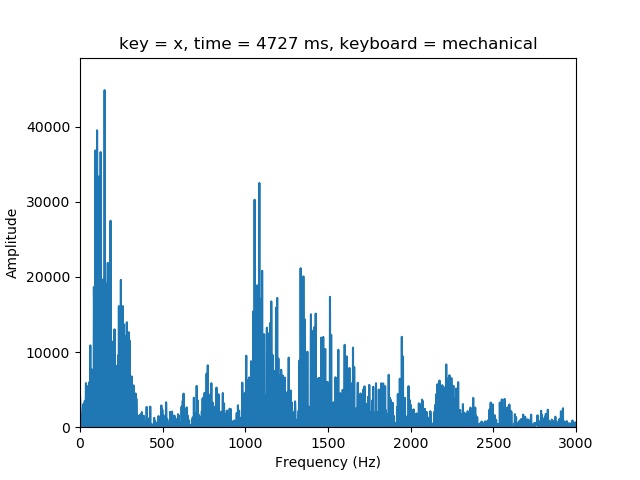 key = x, time = 4727 ms, keyboard = mechanical
Amplitude
40000
30000
20000
10000
0
0 500 1000 1500 2000 2500 3000
Frequency (Hz)